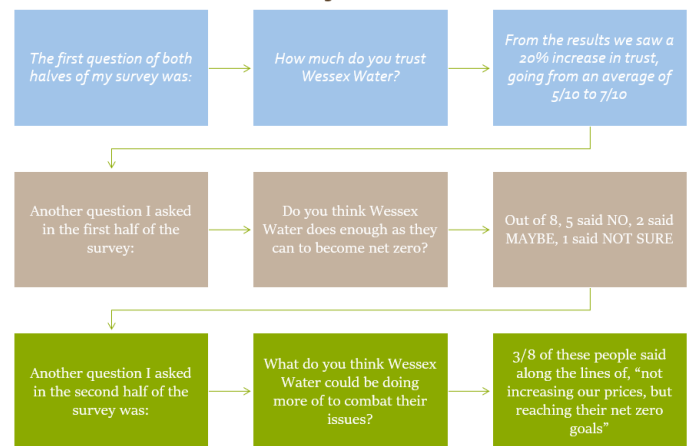 The first question of both
halves of my survey was:
How much do you trust
Wessex Water?
From the results we saw a
20% increase in trust,
going from an average of
5/10 to 7/10
Another question I asked
in the first half of the
survey:
Do you think Wessex
Water does enough as they
can to become net zero?
Out of 8, 5 said NO, 2 said
MAYBE, 1 said NOT SURE
Another question I asked
in the second half of the
survey was:
What do you think Wessex
Water could be doing
more of to combat their
issues?
3/8 of these people said
along the lines of, “not
increasing our prices, but
reaching their net zero
goals”